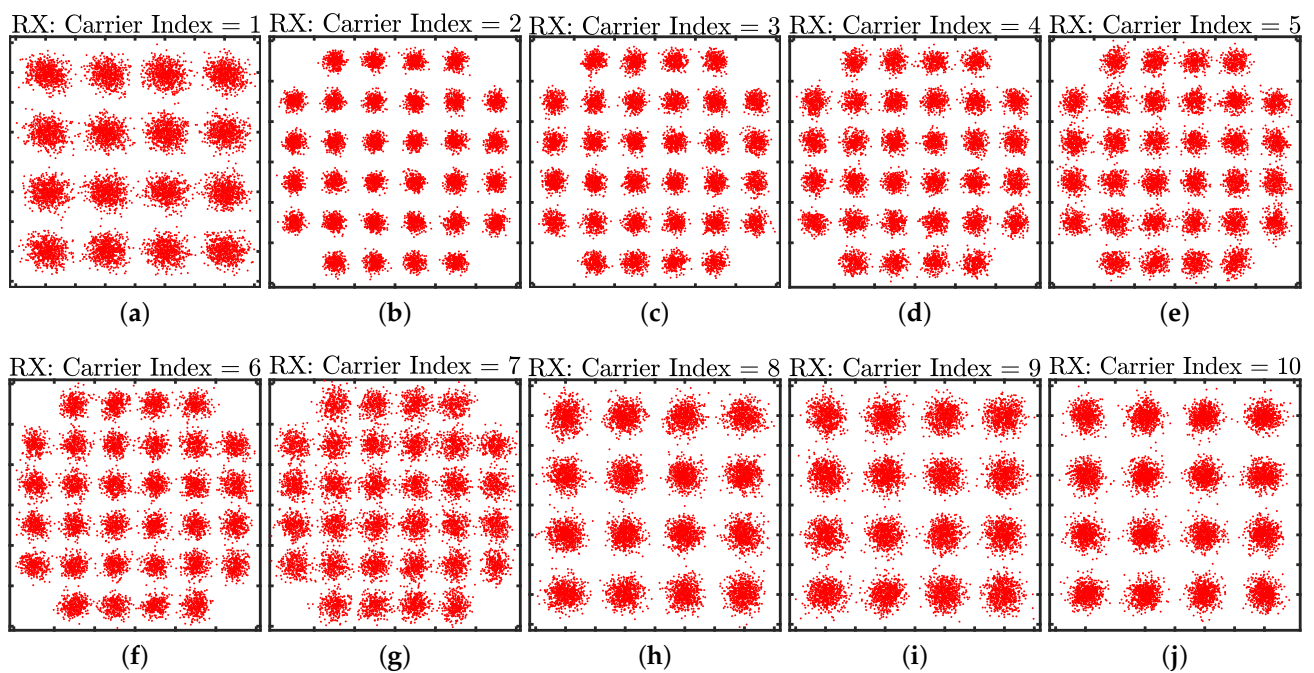 RX: Carrier Index = 1 RX: Carrier Index = 2 RX: Carrier Index = 3 RX: Carrier Index = 4 RX: Carrier Index = 5
(a) (b) (c) (d) (e)
RX: Carrier Index = 6 RX: Carrier Index = 7 RX: Carrier Index = 8 RX: Carrier Index = 9 RX: Carrier Index = 10
(f) (g) (h) (i) (j)